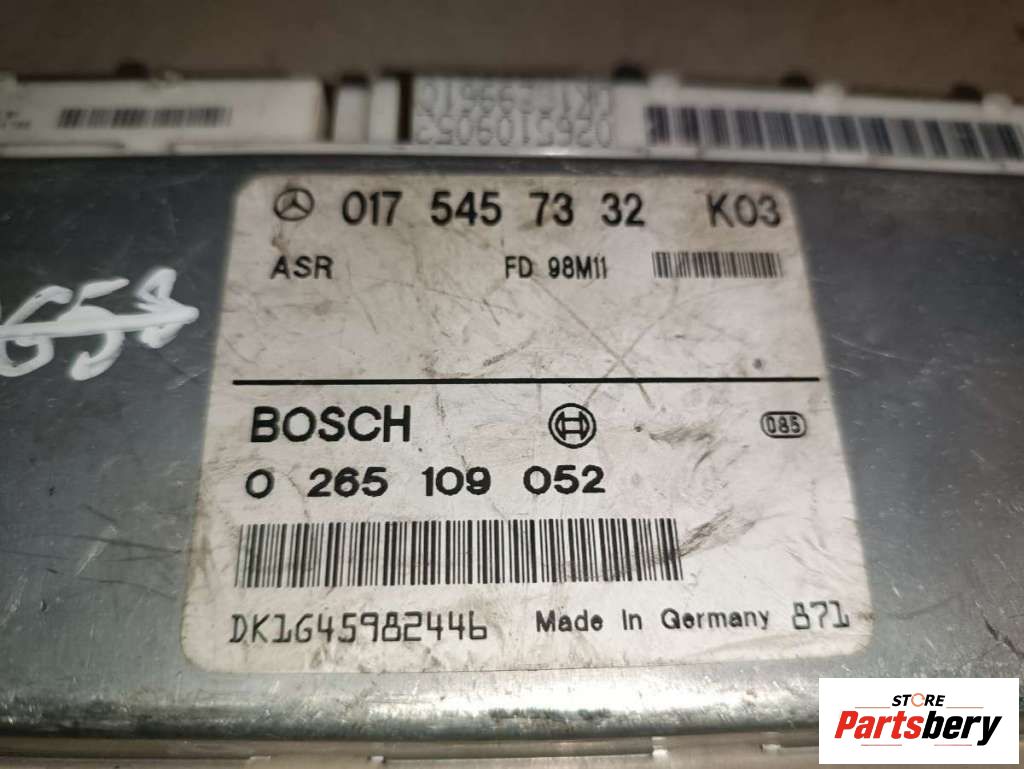 0265109053
017 545 73 32 K03
ASR FD 98M11
BOSCH
085
0 265 109 052
DK1G45982446 Made In Germany 871
STORE
Partsbery